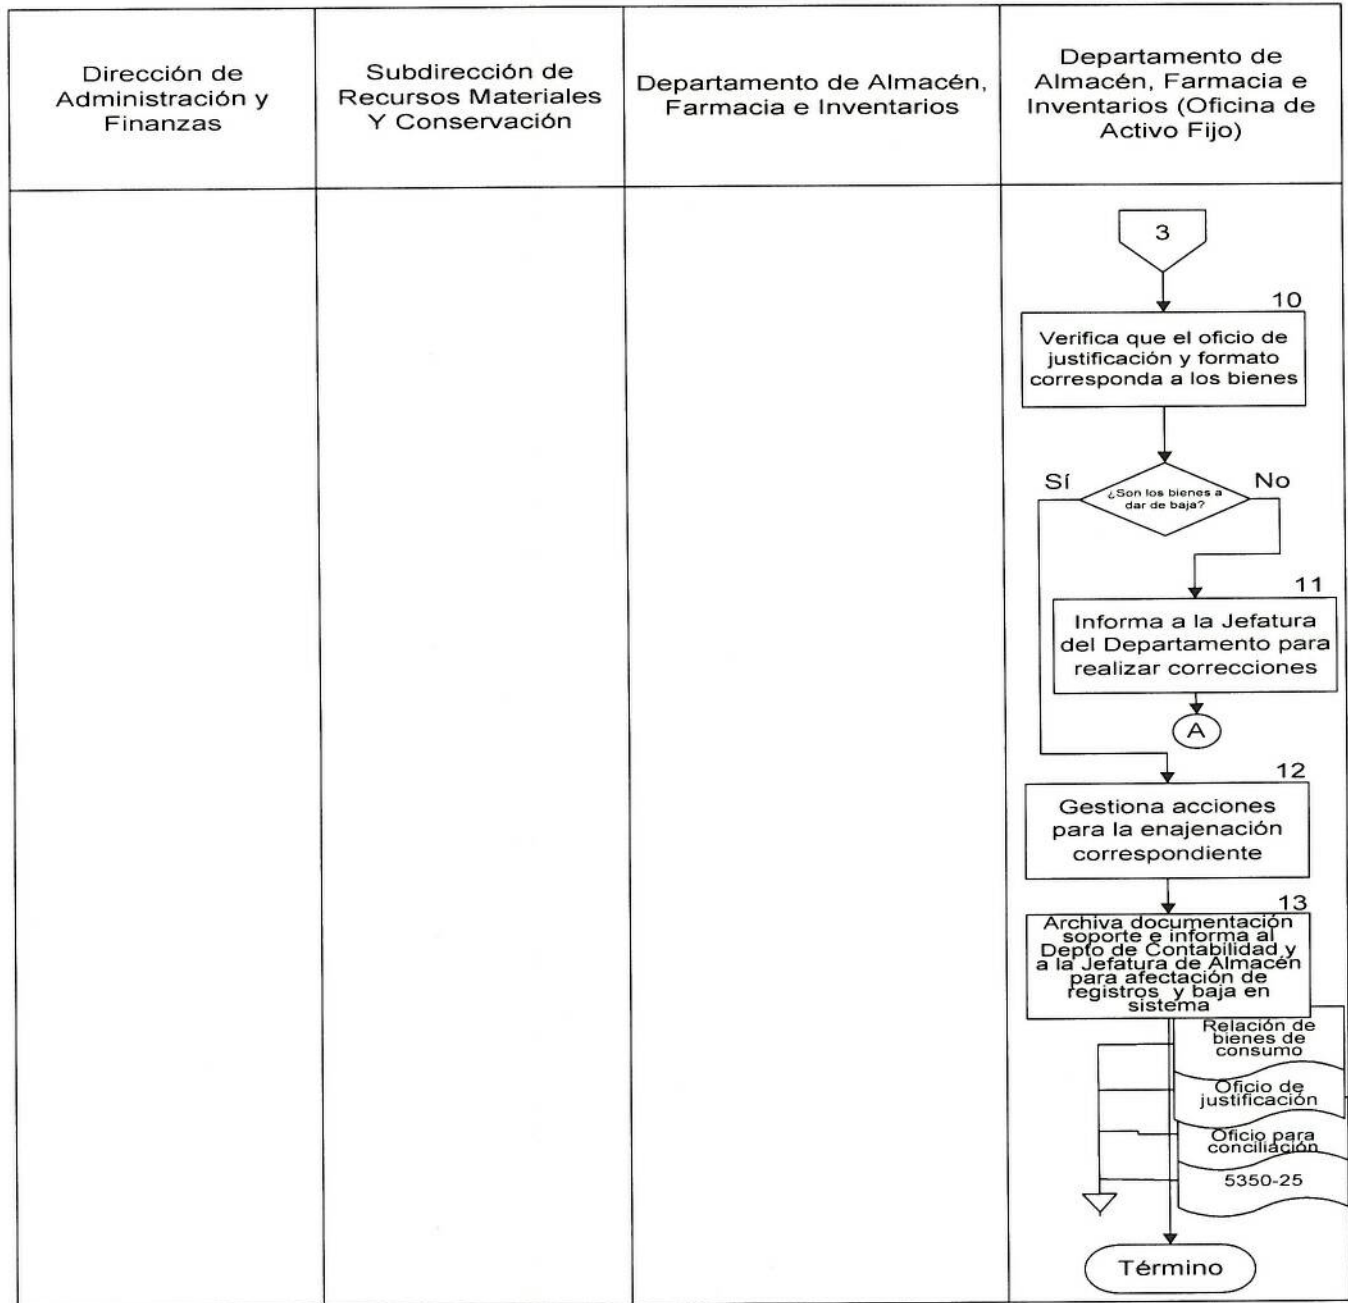 Dirección de
Administración y
Finanzas
Subdirección de
Recursos Materiales
Y Conservación
Departamento de Almacén,
Farmacia e Inventarios
Departamento de
Almacén, Farmacia e
Inventarios (Oficina de
Activo Fijo)
3
10
Verifica que el oficio de
justificación y formato
corresponda a los bienes
Sí
¿Son los bienes a
dar de baja?
No
11
Informa a la Jefatura
del Departamento para
realizar correcciones
A
12
Gestiona acciones
para la enajenación
correspondiente
13
Archiva documentación
soporte e informa al
Depto de Contabilidad y
a la Jefatura de Almacén
para afectación de
registros y baja en
sistema
Relación de
bienes de
consumo
Oficio de
justificación
Oficio para
conciliación
5350-25
Término